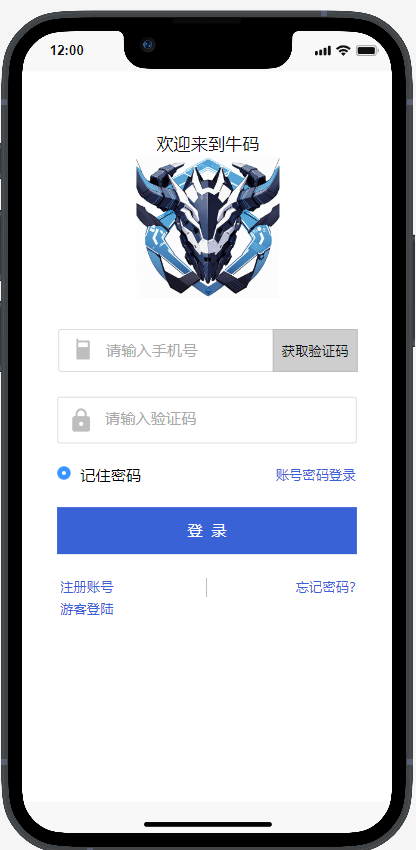 12:00
欢迎来到牛码
请输入手机号 获取验证码
请输入验证码
记住密码 账号密码登录
登 录
注册账号 忘记密码?
游客登陆